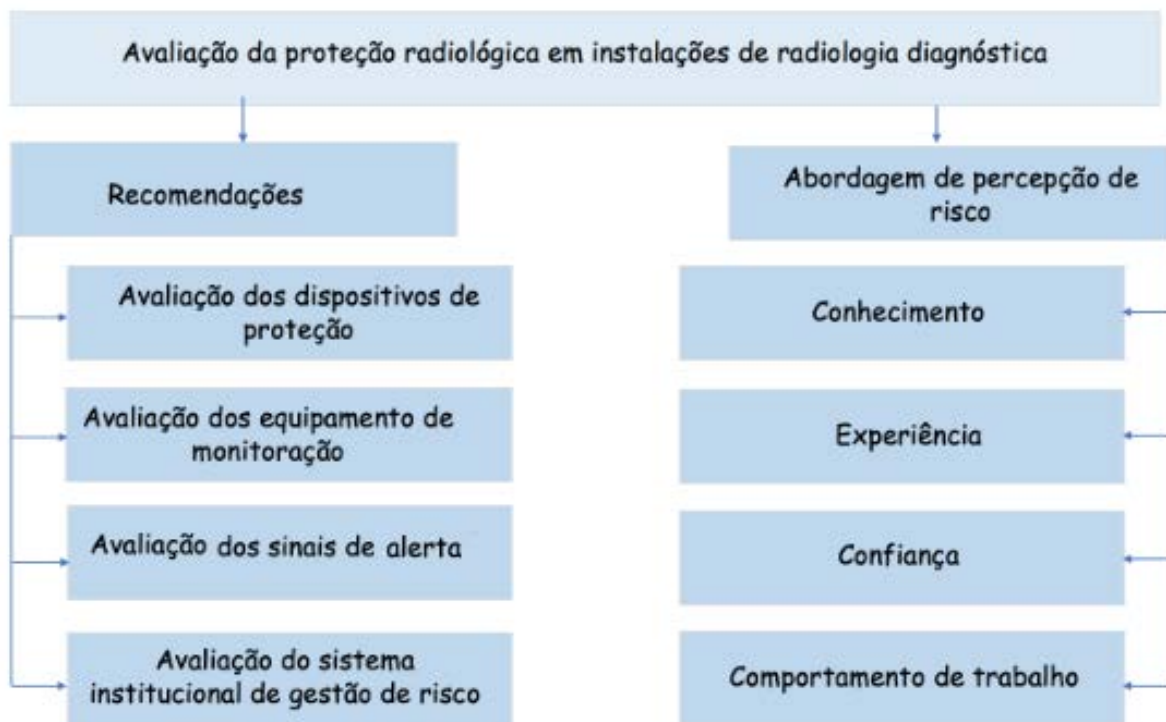 Avaliação da proteção radiológica em instalações de radiologia diagnóstica
Recomendações
Abordagem de percepção de
risco
Avaliação dos dispositivos de
proteção
Conhecimento
Avaliação dos equipamento de
monitoração
Experiência
Avaliação dos sinais de alerta
Confiança
Avaliação do sistema
institucional de gestão de risco
Comportamento de trabalho